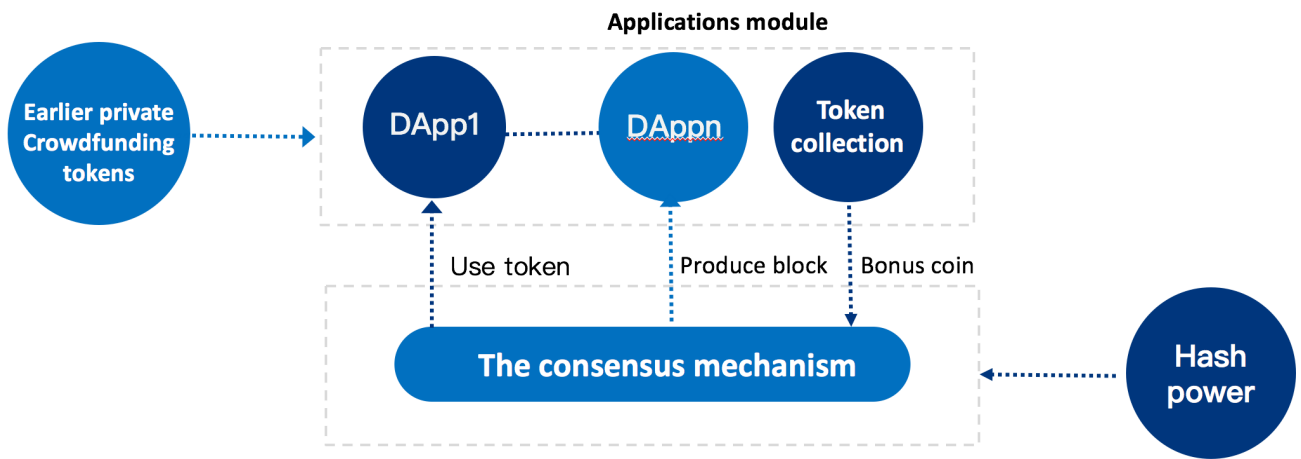 Applications module
Earlier private
Crowdfunding
tokens
DApp1
DAppn
Token
collection
Use token
Produce block
Bonus coin
The consensus mechanism
Hash
power